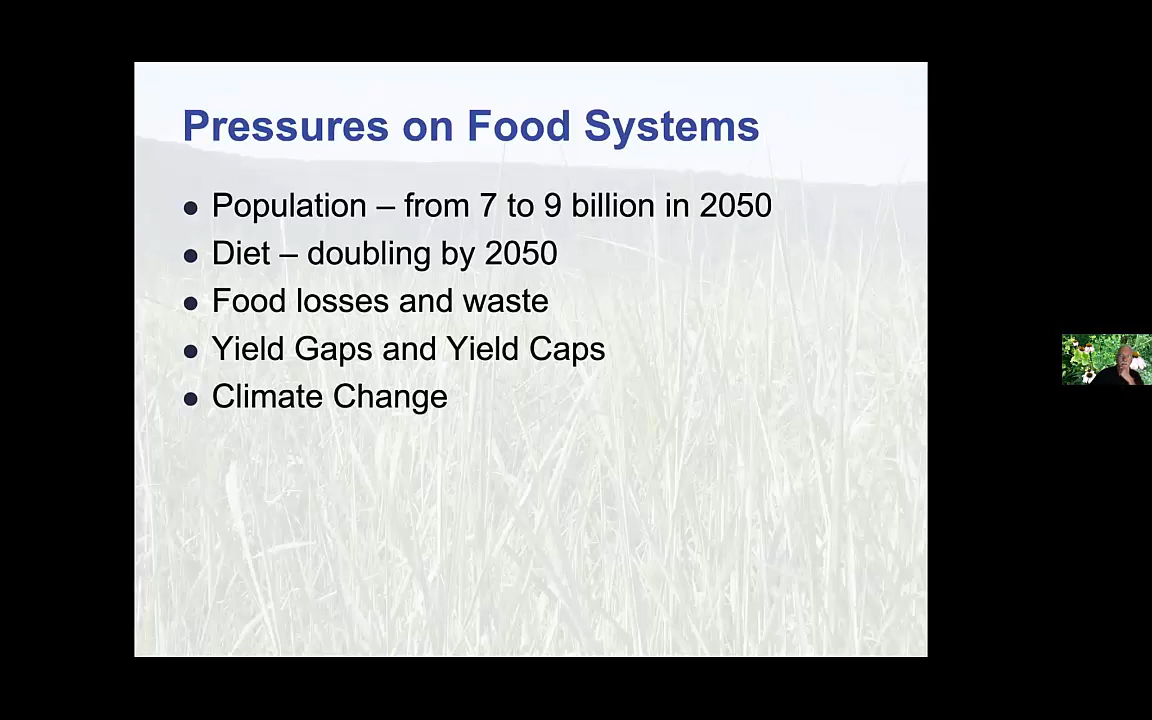 Pressures on Food Systems
● Population – from 7 to 9 billion in 2050
● Diet – doubling by 2050
● Food losses and waste
● Yield Gaps and Yield Caps
● Climate Change